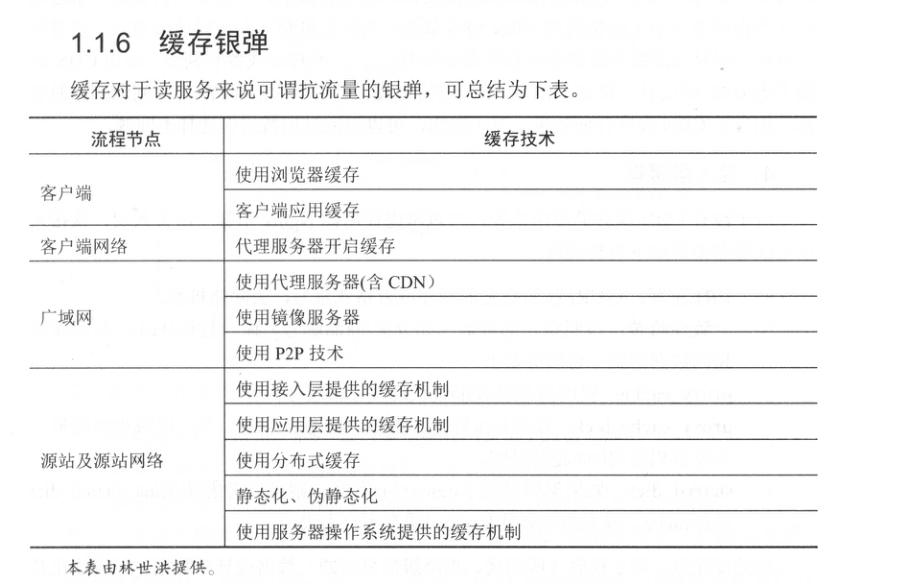 1.1.6 缓存银弹
缓存对于读服务来说可谓抗流量的银弹，可总结为下表。
流程节点 缓存技术
客户端 使用浏览器缓存
客户端应用缓存
客户端网络 代理服务器开启缓存
广域网 使用代理服务器(含 CDN）
使用镜像服务器
使用 P2P 技术
源站及源站网络 使用接入层提供的缓存机制
使用应用层提供的缓存机制
使用分布式缓存
静态化、伪静态化
使用服务器操作系统提供的缓存机制
本表由林世洪提供。